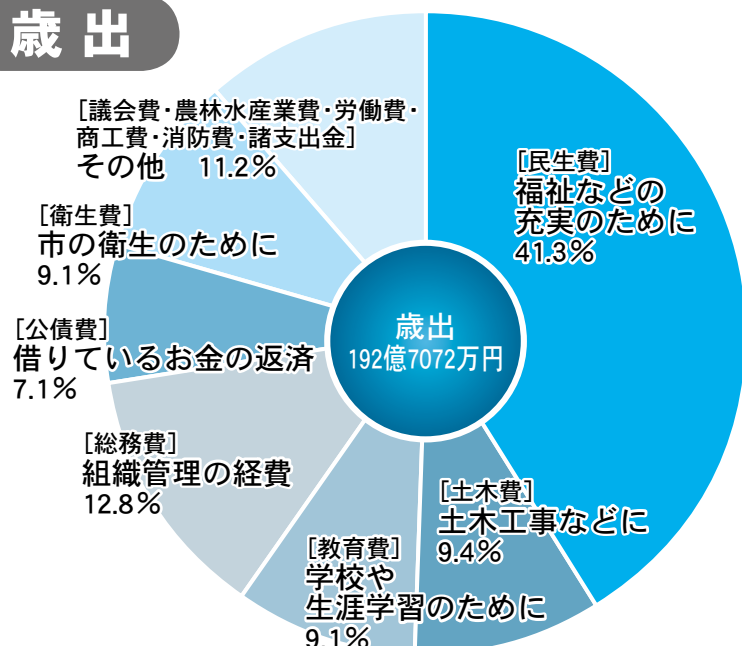 歳出
[議会費・農林水産業費・労働費・
商工費・消防費・諸支出金]
その他 11.2%
[民生費]
福祉などの
充実のために
41.3%
[衛生費]
市の衛生のために
9.1%
歳出
192億7072万円
[公債費]
借りているお金の返済
7.1%
[総務費]
組織管理の経費
12.8%
[土木費]
土木工事などに
9.4%
[教育費]
学校や
生涯学習のために
9.1%